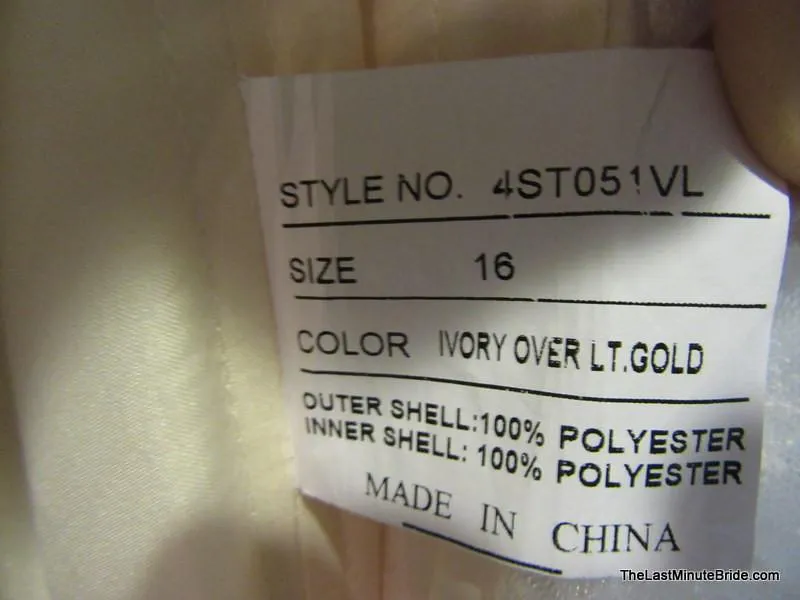 STYLE NO. 4ST051VL
SIZE 16
COLOR IVORY OVER LT.GOLD
OUTER SHELL:100% POLYESTER
INNER SHELL: 100% POLYESTER
MADE IN CHINA
TheLastMinuteBride.com